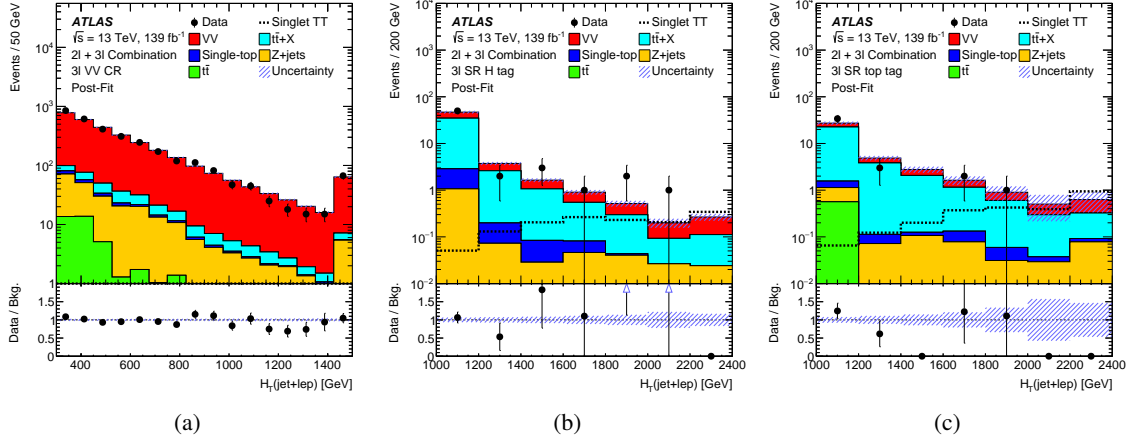 Events / 50 GeV
10⁴
10³
10²
10
1
ATLAS
√s = 13 TeV, 139 fb⁻¹
2l + 3l Combination
3l VV CR
Post-Fit
Data
VV
Single-top
tt̄
Singlet TT
tt̄+X
Z+jets
Uncertainty
Data / Bkg.
1.5
1
0.5
0
400 600 800 1000 1200 1400
H_T(jet+lep) [GeV]
(a)
Events / 200 GeV
10⁴
10³
10²
10
1
10⁻¹
10⁻²
ATLAS
√s = 13 TeV, 139 fb⁻¹
2l + 3l Combination
3l SR H tag
Post-Fit
Data
VV
Single-top
tt̄
Singlet TT
tt̄+X
Z+jets
Uncertainty
Data / Bkg.
1.5
1
0.5
0
1000 1200 1400 1600 1800 2000 2200 2400
H_T(jet+lep) [GeV]
(b)
Events / 200 GeV
10⁴
10³
10²
10
1
10⁻¹
10⁻²
ATLAS
√s = 13 TeV, 139 fb⁻¹
2l + 3l Combination
3l SR top tag
Post-Fit
Data
VV
Single-top
tt̄
Singlet TT
tt̄+X
Z+jets
Uncertainty
Data / Bkg.
1.5
1
0.5
0
1000 1200 1400 1600 1800 2000 2200 2400
H_T(jet+lep) [GeV]
(c)